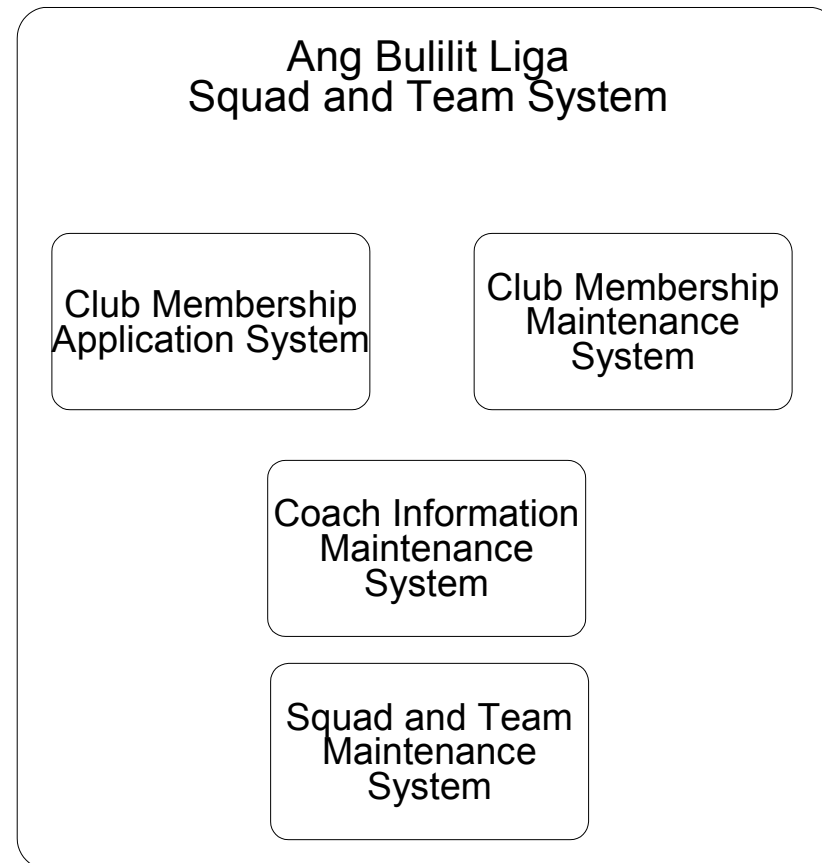 Ang Bulilit Liga
Squad and Team System
Club Membership
Application System
Club Membership
Maintenance
System
Coach Information
Maintenance
System
Squad and Team
Maintenance
System